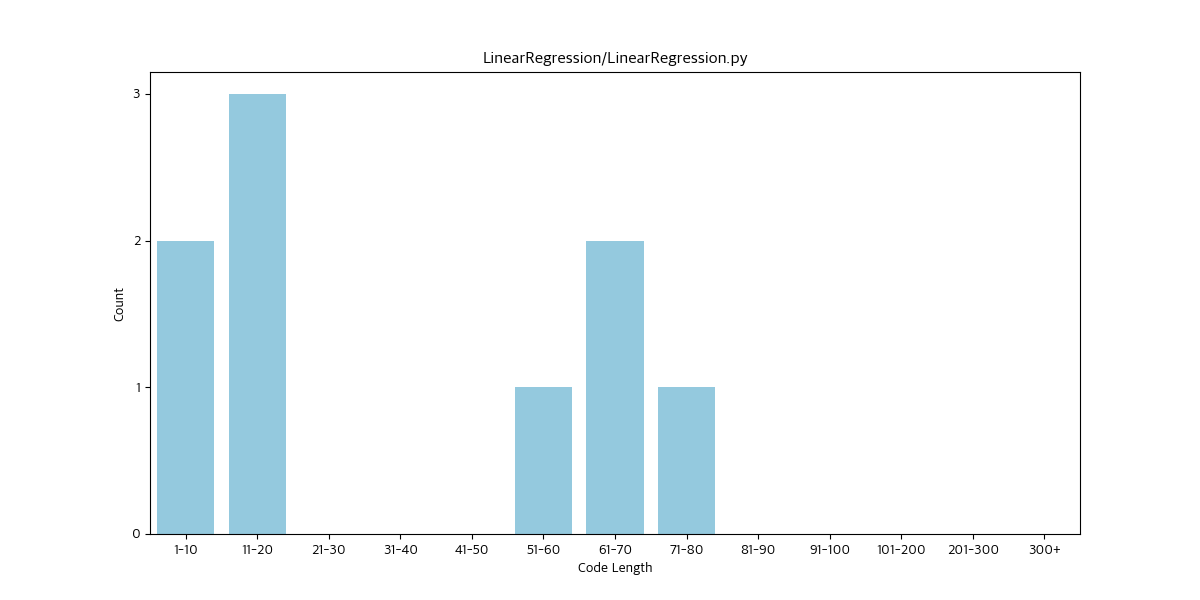 LinearRegression/LinearRegression.py
Count
3
2
1
0
1-10 11-20 21-30 31-40 41-50 51-60 61-70 71-80 81-90 91-100 101-200 201-300 300+
Code Length